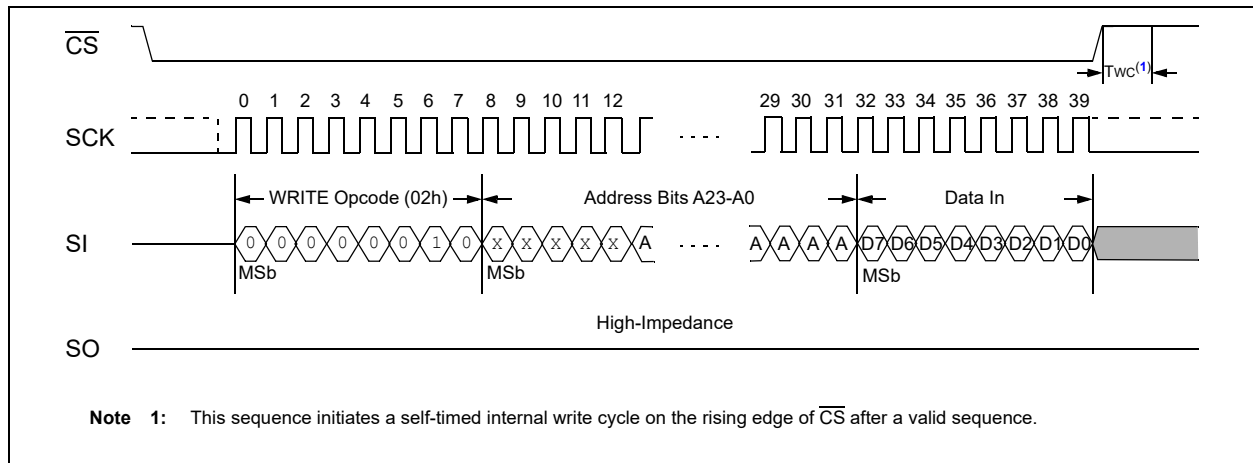 CS
TWC(1)
0 1 2 3 4 5 6 7 8 9 10 11 12 29 30 31 32 33 34 35 36 37 38 39
SCK
WRITE Opcode (02h) Address Bits A23-A0 Data In
SI 0 0 0 0 0 0 1 0 x x x x x A A A A A D7 D6 D5 D4 D3 D2 D1 D0
MSb MSb MSb
High-Impedance
SO
Note 1: This sequence initiates a self-timed internal write cycle on the rising edge of CS after a valid sequence.